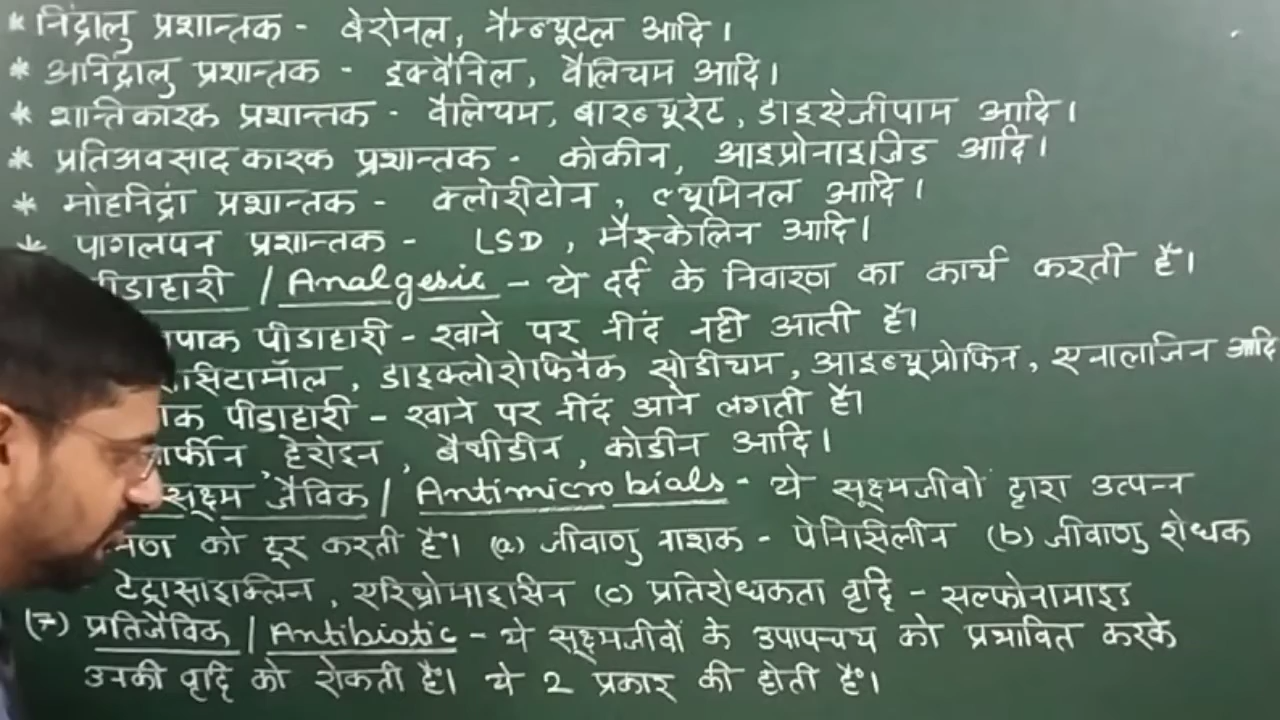 * निंद्रालु प्रशान्तक - बेरोनल, नैम्ब्यूटल आदि।
* अनिंद्रालु प्रशान्तक - इक्वैनिल, वैलियम आदि।
* शान्तिकारक प्रशान्तक - वैलियम, बारब्यूरेट, डाइऐजीपाम आदि।
* प्रतिअवसाद कारक प्रशान्तक - कोकीन, आइप्रोनाइजिड आदि।
* मोहनिद्रां प्रशान्तक - क्लोरीटोन, ल्यूमिनल आदि।
* पागलपन प्रशान्तक - LSD, मैस्केलिन आदि।
पीडाहारी / Analgesic - ये दर्द के निवारण का कार्य करती हैं।
पीडाहारी - खाने पर नींद नही आती हैं।
डाइक्लोरोफिनैक सोडीयम, आइब्यूप्रोफिन, एनालजिन आदि
पीडाहारी - खाने पर नींद आने लगती हैं।
हेरोइन, बैथीडीन, कोडीन आदि।
सूक्ष्म जैविक / Antimicrobials - ये सूक्ष्मजीवों द्वारा उत्पन्न
को दूर करती हैं। (a) जीवाणु नाशक - पेनिसिलीन (b) जीवाणु रोधक
टेट्रासाइक्लिन, एरिथ्रोमाइसिन (c) प्रतिरोधकता वृद्दि - सल्फोनामाइड
(7) प्रतिजैविक / Antibiotic - ये सूक्ष्मजीवों के उपापचय को प्रभावित करके
उनकी वृद्दि को रोकती हैं। ये 2 प्रकार की होती हैं।